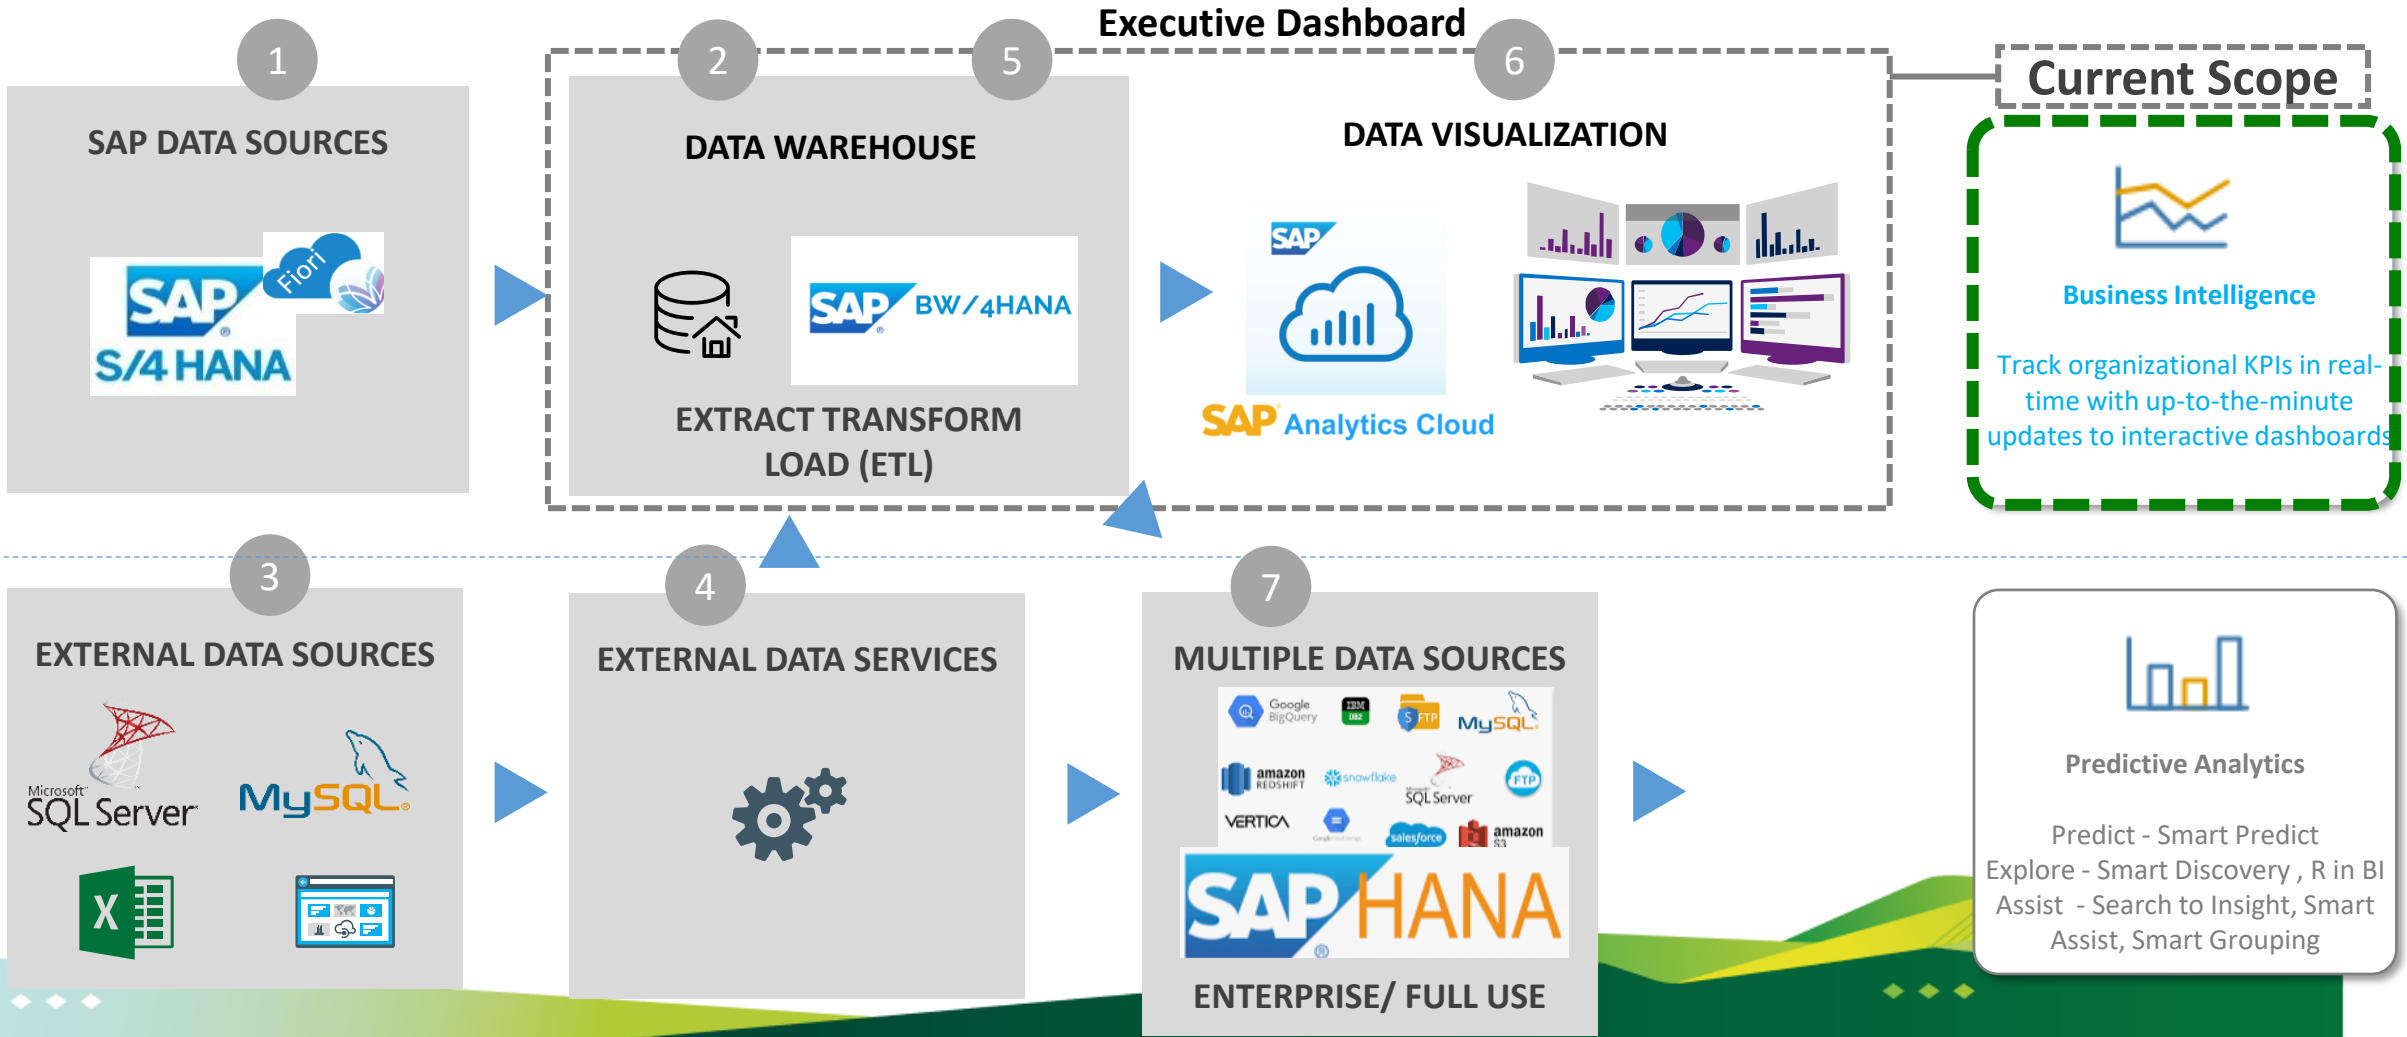 Executive Dashboard
1
2
5
6
Current Scope
SAP DATA SOURCES
DATA WAREHOUSE
DATA VISUALIZATION
SAP
®
S/4 HANA
Fiori
SAP
®
BW/4HANA
EXTRACT TRANSFORM
LOAD (ETL)
SAP
SAP Analytics Cloud
Business Intelligence
Track organizational KPIs in real-
time with up-to-the-minute
updates to interactive dashboards
3
4
7
EXTERNAL DATA SOURCES
Microsoft
SQL Server
MySQL®
X
EXTERNAL DATA SERVICES
MULTIPLE DATA SOURCES
Google
BigQuery
IBM
DB2
S FTP
MySQL
amazon
REDSHIFT
snowflake
SQL Server
FTP
VERTICA
salesforce
amazon
S3
SAP HANA
®
ENTERPRISE/ FULL USE
Predictive Analytics
Predict - Smart Predict
Explore - Smart Discovery , R in BI
Assist - Search to Insight, Smart
Assist, Smart Grouping